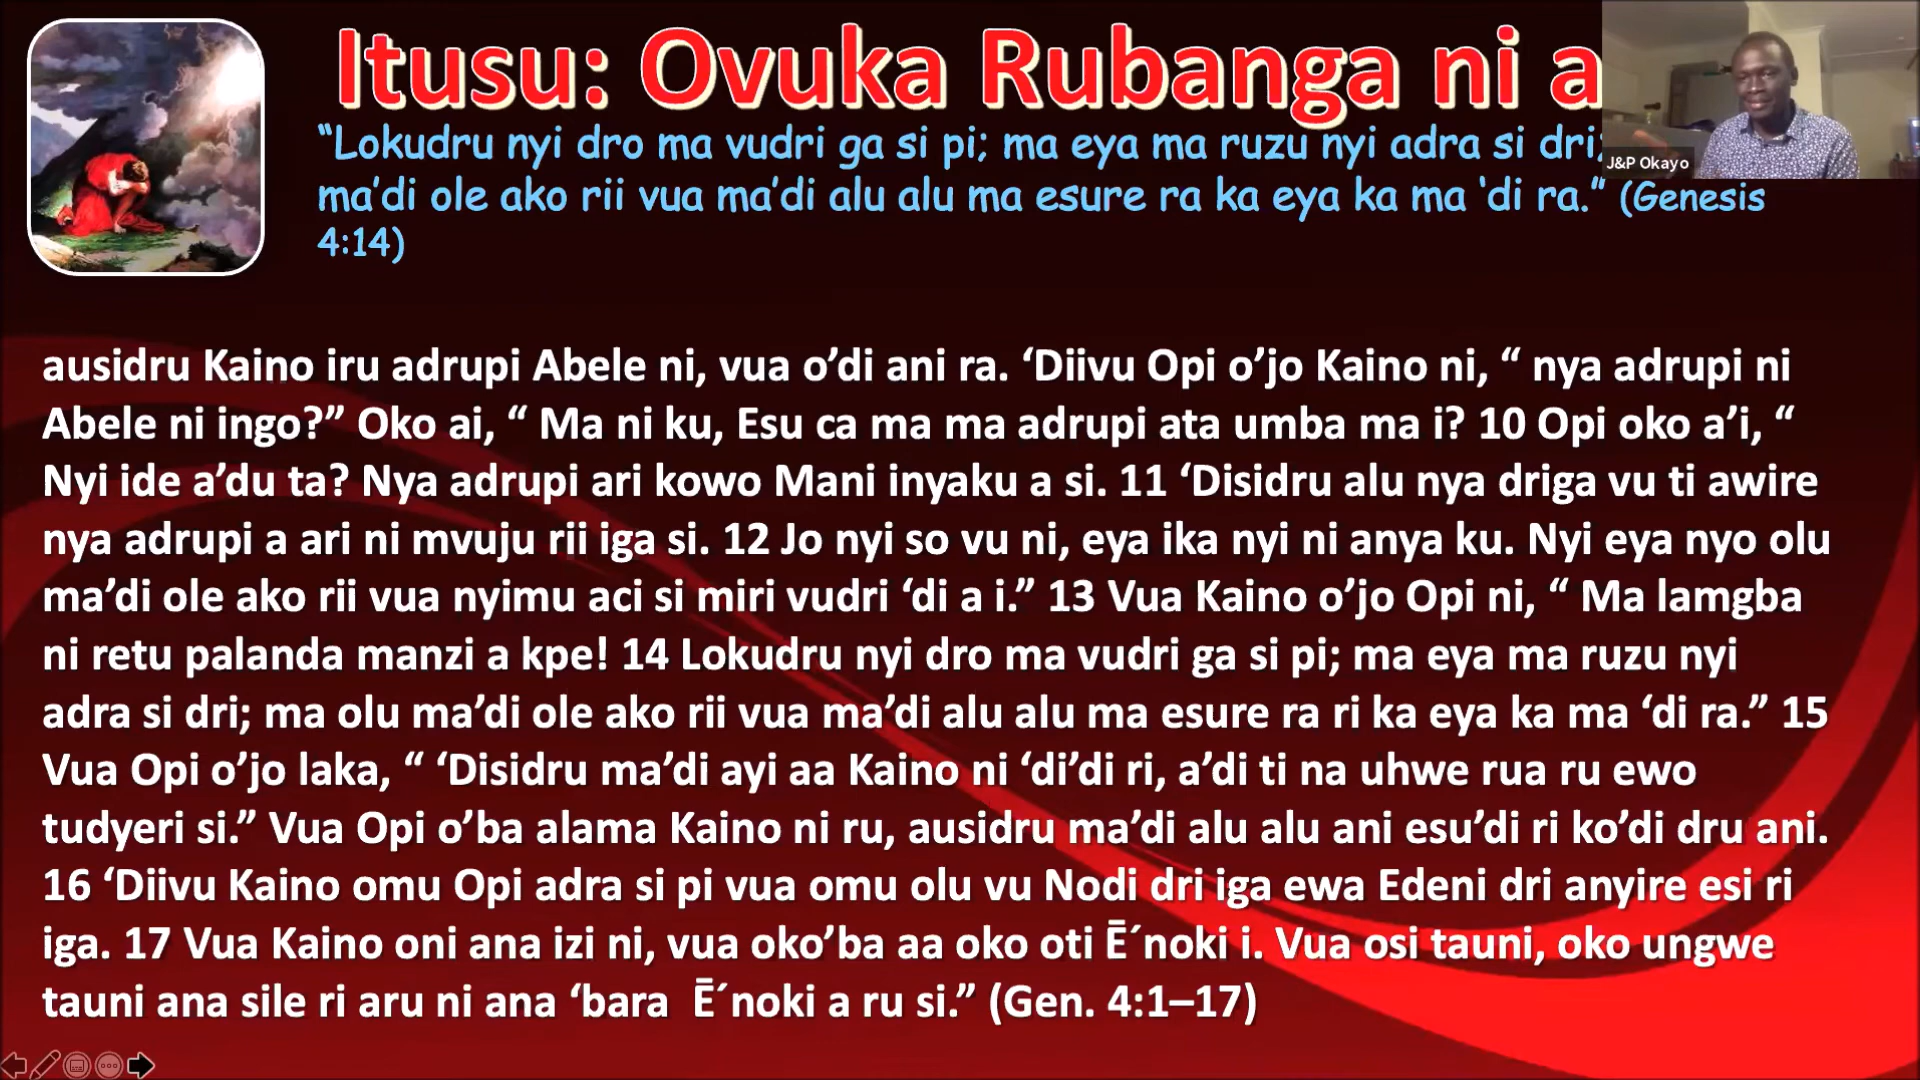 Itusu: Ovuka Rubanga ni a
“Lokudru nyi dro ma vudri ga si pi; ma eya ma ruzu nyi adra si dri;
ma’di ole ako rii vua ma’di alu alu ma esure ra ka eya ka ma ‘di ra.” (Genesis
4:14)
J&P Okayo
ausidru Kaino iru adrupi Abele ni, vua o’di ani ra. ‘Diivu Opi o’jo Kaino ni, “ nya adrupi ni
Abele ni ingo?” Oko ai, “ Ma ni ku, Esu ca ma ma adrupi ata umba ma i? 10 Opi oko a’i, “
Nyi ide a’du ta? Nya adrupi ari kowo Mani inyaku a si. 11 ‘Disidru alu nya driga vu ti awire
nya adrupi a ari ni mvuju rii iga si. 12 Jo nyi so vu ni, eya ika nyi ni anya ku. Nyi eya nyo olu
ma’di ole ako rii vua nyimu aci si miri vudri ‘di a i.” 13 Vua Kaino o’jo Opi ni, “ Ma lamgba
ni retu palanda manzi a kpe! 14 Lokudru nyi dro ma vudri ga si pi; ma eya ma ruzu nyi
adra si dri; ma olu ma’di ole ako rii vua ma’di alu alu ma esure ra ri ka eya ka ma ‘di ra.” 15
Vua Opi o’jo laka, “ ‘Disidru ma’di ayi aa Kaino ni ‘di’di ri, a’di ti na uhwe rua ru ewo
tudyeri si.” Vua Opi o’ba alama Kaino ni ru, ausidru ma’di alu alu ani esu’di ri ko’di dru ani.
16 ‘Diivu Kaino omu Opi adra si pi vua omu olu vu Nodi dri iga ewa Edeni dri anyire esi ri
iga. 17 Vua Kaino oni ana izi ni, vua oko’ba aa oko oti Ē´noki i. Vua osi tauni, oko ungwe
tauni ana sile ri aru ni ana ‘bara Ē´noki a ru si.” (Gen. 4:1–17)